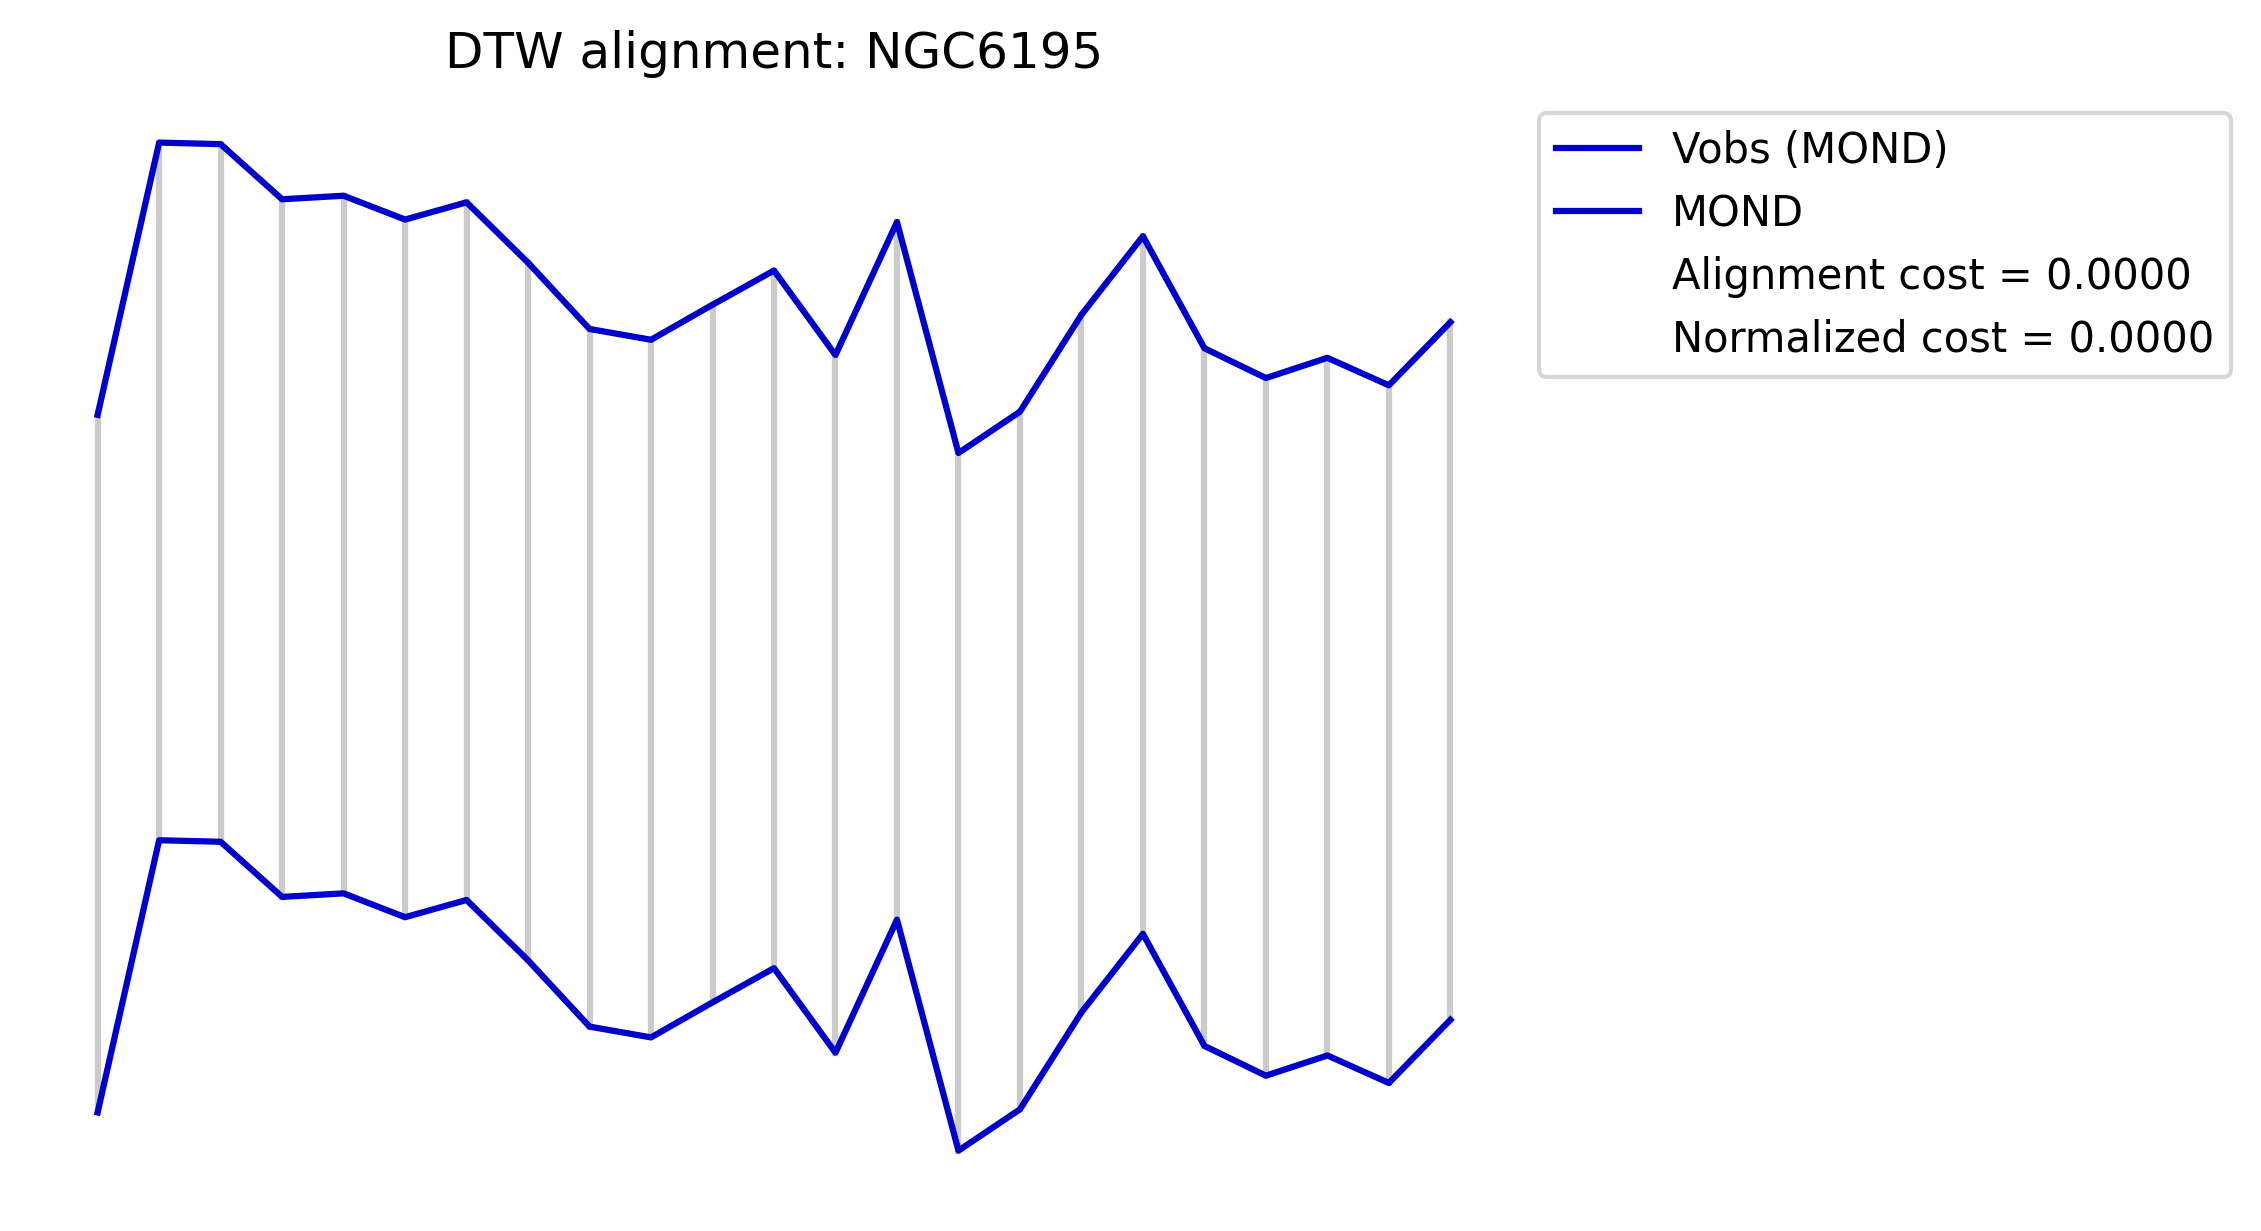 DTW alignment: NGC6195
Vobs (MOND)
MOND
Alignment cost = 0.0000
Normalized cost = 0.0000